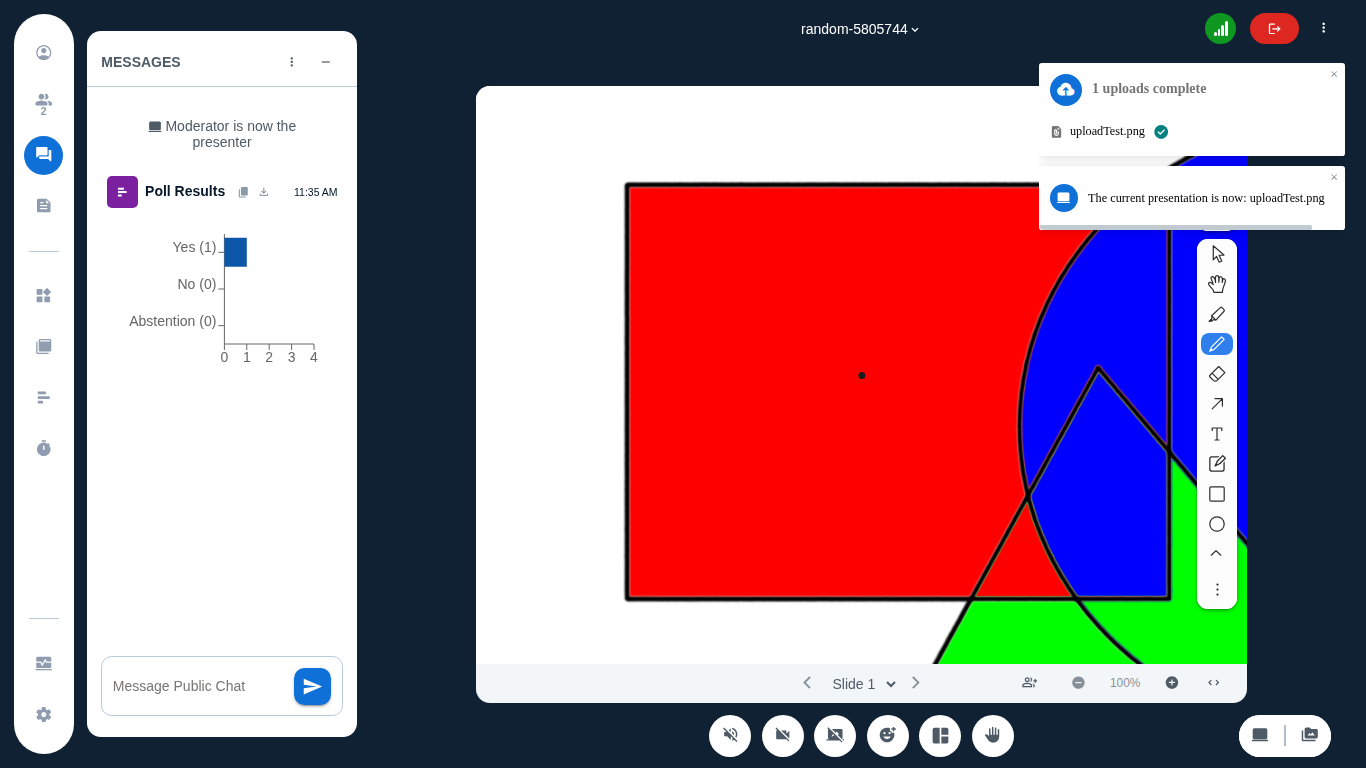 random-5805744
2
MESSAGES
Moderator is now the
presenter
Poll Results
11:35 AM
Yes (1)
No (0)
Abstention (0)
0 1 2 3 4
Message Public Chat
1 uploads complete
uploadTest.png
The current presentation is now: uploadTest.png
T
Slide 1
100%